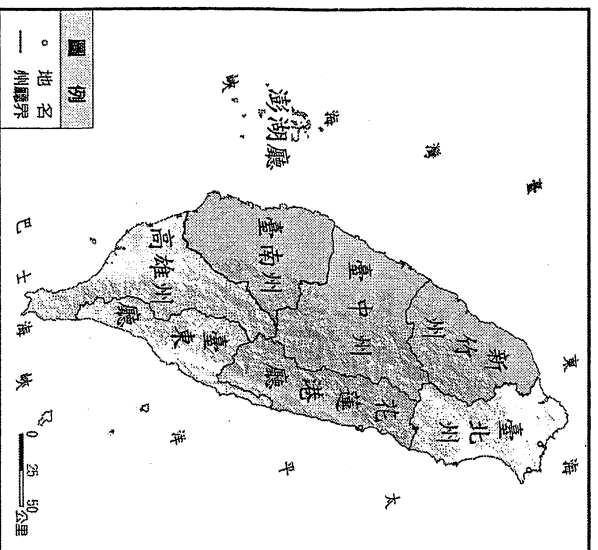 圖例
地名
州廳界
東海
臺灣海峽
澎湖廳
新竹州
臺北州
臺中州
花蓮港廳
臺南州
高雄州
臺東廳
太平洋
巴士海峽
0 25 50公里